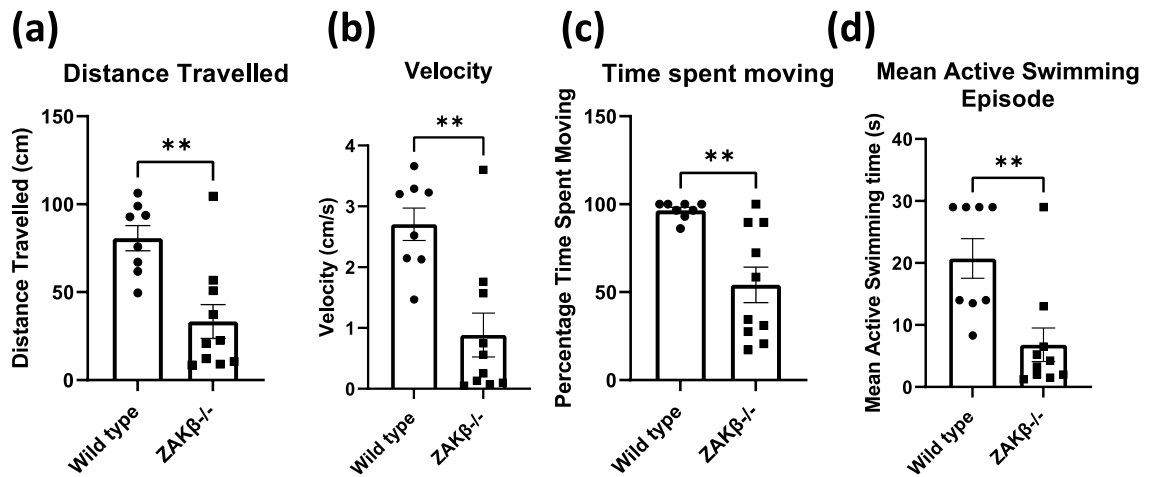 (a)
Distance Travelled
Distance Travelled (cm)
150
100
50
0
**
Wild type
ZAKβ-/-
(b)
Velocity
Velocity (cm/s)
4
3
2
1
0
**
Wild type
ZAKβ-/-
(c)
Time spent moving
Percentage Time Spent Moving
150
100
50
0
**
Wild type
ZAKβ-/-
(d)
Mean Active Swimming
Episode
Mean Active Swimming time (s)
40
30
20
10
0
**
Wild type
ZAKβ-/-